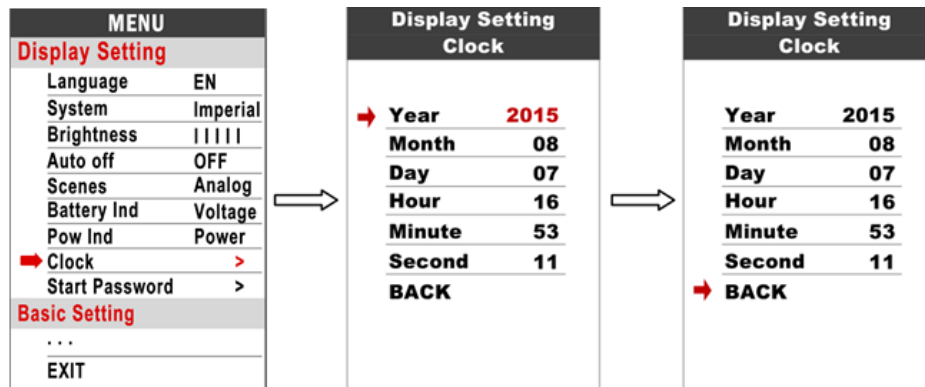 MENU
Display Setting
Language EN
System Imperial
Brightness | | | | |
Auto off OFF
Scenes Analog
Battery Ind Voltage
Pow Ind Power
Clock >
Start Password >
Basic Setting
. . .
EXIT
Display Setting
Clock
Year 2015
Month 08
Day 07
Hour 16
Minute 53
Second 11
BACK
Display Setting
Clock
Year 2015
Month 08
Day 07
Hour 16
Minute 53
Second 11
BACK